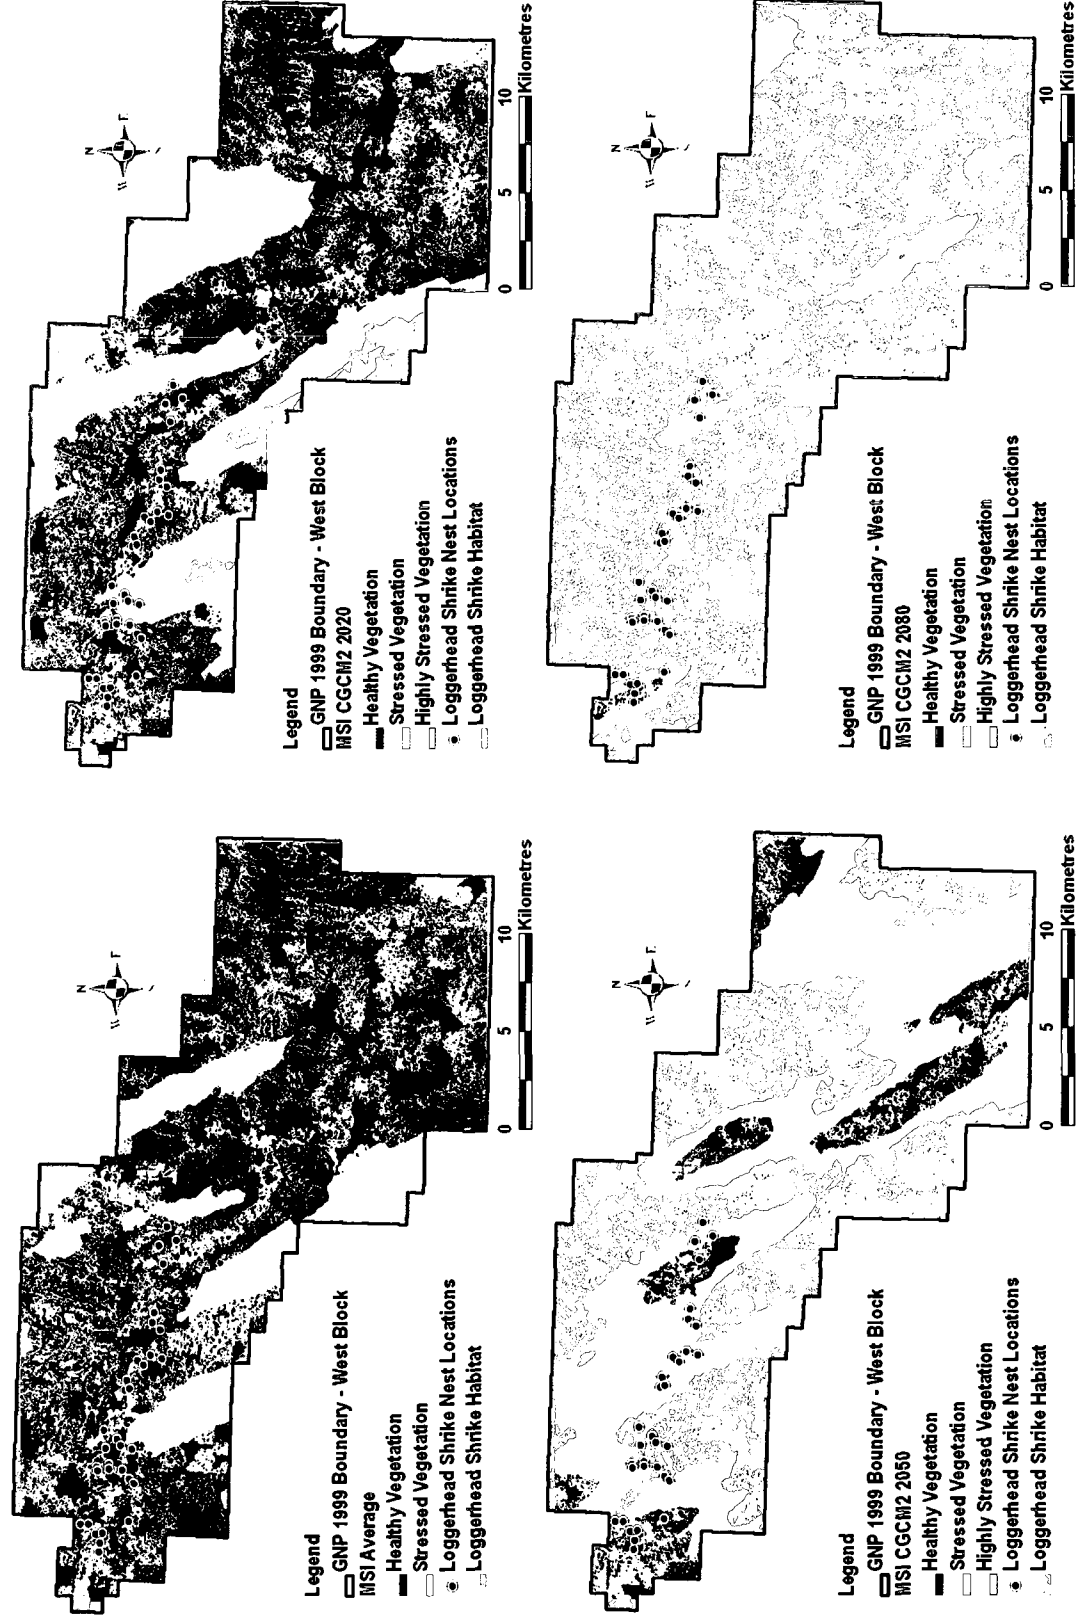 N
Legend
GNP 1999 Boundary - West Block
MSI Average
Healthy Vegetation
Stressed Vegetation
Loggerhead Shrike Nest Locations
Loggerhead Shrike Habitat
0 5 10 Kilometres
N
Legend
GNP 1999 Boundary - West Block
MSI CGCM2 2020
Healthy Vegetation
Stressed Vegetation
Highly Stressed Vegetation
Loggerhead Shrike Nest Locations
Loggerhead Shrike Habitat
0 5 10 Kilometres
N
Legend
GNP 1999 Boundary - West Block
MSI CGCM2 2050
Healthy Vegetation
Stressed Vegetation
Highly Stressed Vegetation
Loggerhead Shrike Nest Locations
Loggerhead Shrike Habitat
0 5 10 Kilometres
N
Legend
GNP 1999 Boundary - West Block
MSI CGCM2 2080
Healthy Vegetation
Stressed Vegetation
Highly Stressed Vegetation
Loggerhead Shrike Nest Locations
Loggerhead Shrike Habitat
0 5 10 Kilometres